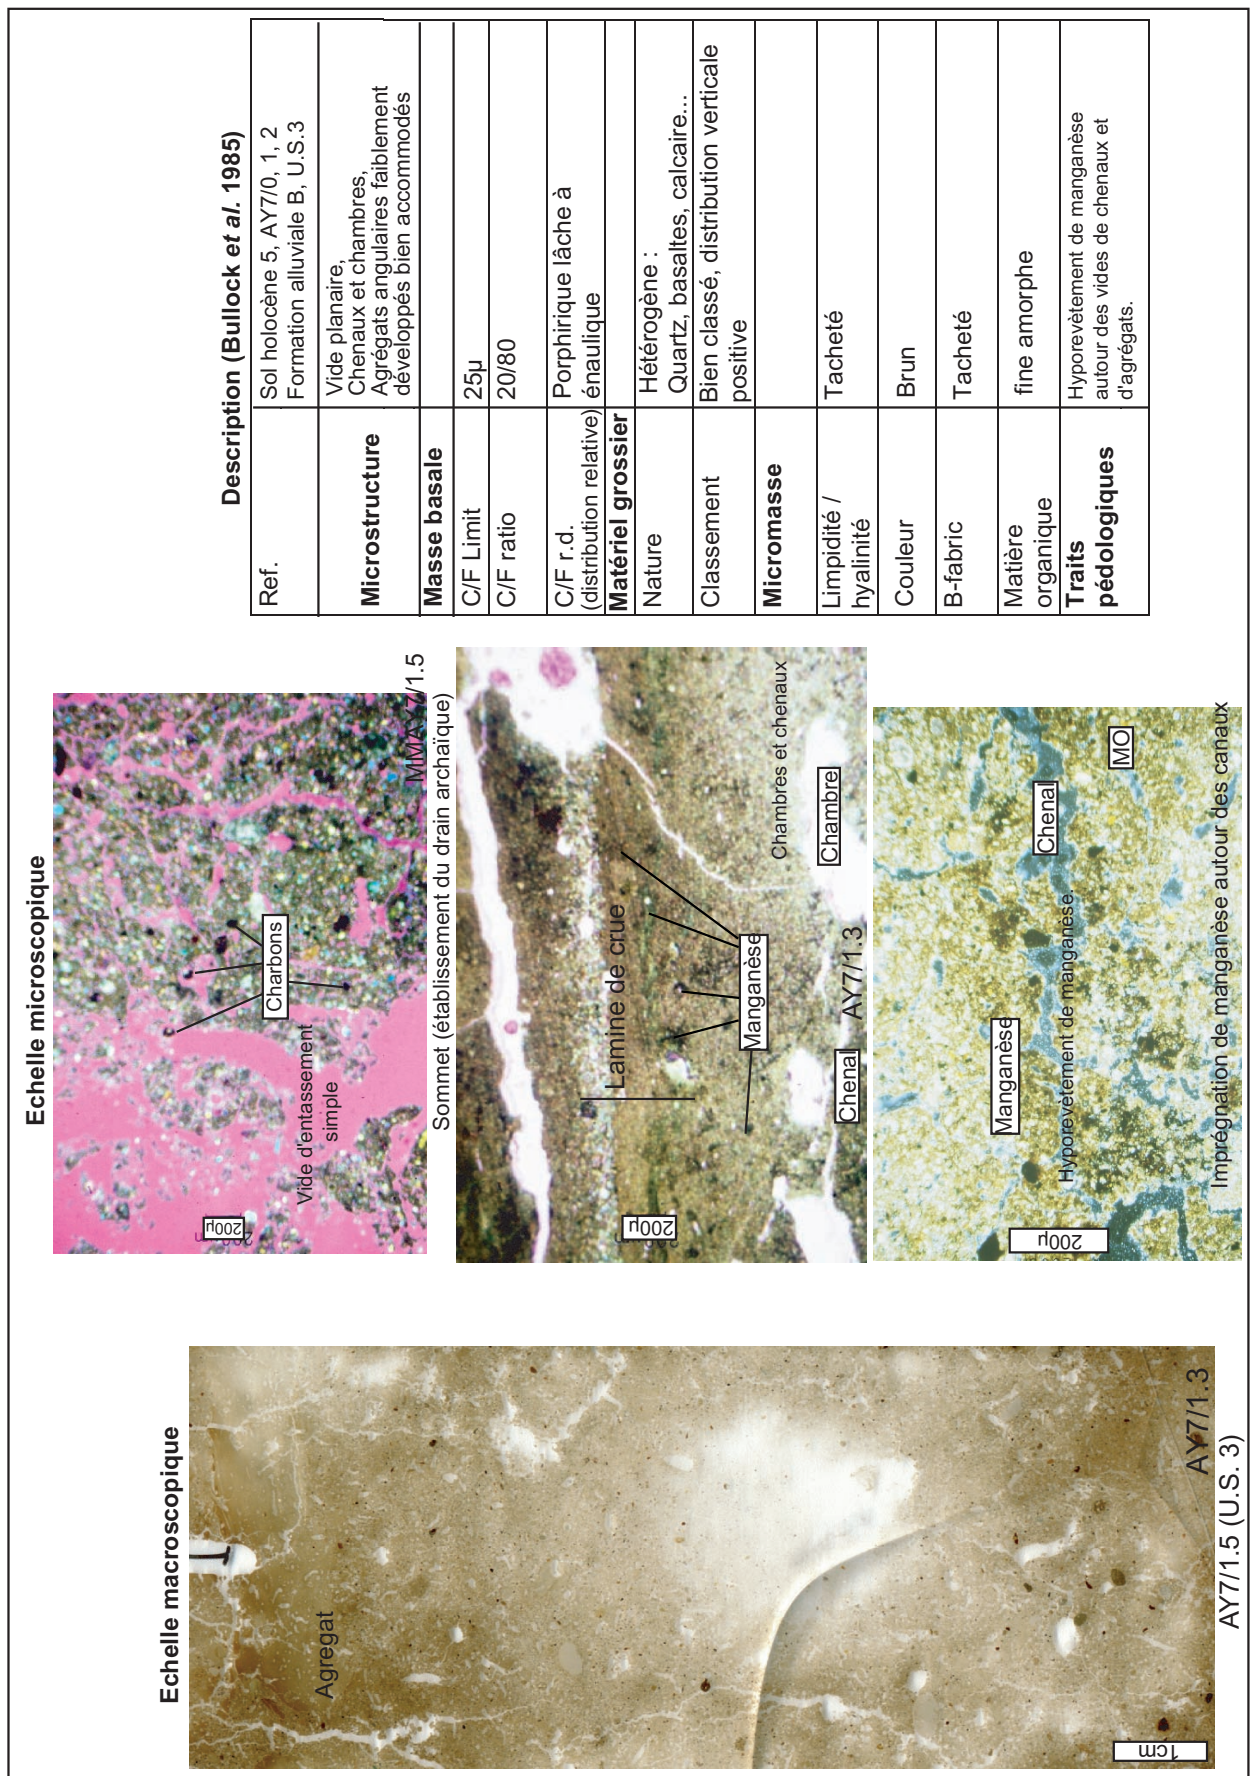 Echelle macroscopique
Agregat
1cm
AY7/1.3
AY7/1.5 (U.S. 3)
Echelle microscopique
Vide d'entassement
simple
Charbons
200µ
MMAY7/1.5
Sommet (établissement du drain archaïque)
Lamine de crue
Manganèse
200µ
Chenal
AY7/1.3
Chambres et chenaux
Chambre
Manganèse
Chenal
MO
Hyporevêtement de manganèse.
200µ
Imprégnation de manganèse autour des canaux
Description (Bullock et al. 1985)
Ref.
Sol holocène 5, AY7/0, 1, 2
Formation alluviale B, U.S.3
Microstructure
Vide planaire,
Chenaux et chambres,
Agrégats angulaires faiblement
développés bien accommodés
Masse basale
C/F Limit
25µ
C/F ratio
20/80
C/F r.d.
(distribution relative)
Porphirique lâche à
énaulique
Matériel grossier
Nature
Hétérogène :
Quartz, basaltes, calcaire...
Classement
Bien classé, distribution verticale
positive
Micromasse
Limpidité /
hyalinité
Tacheté
Couleur
Brun
B-fabric
Tacheté
Matière
organique
fine amorphe
Traits
pédologiques
Hyporevètement de manganèse
autour des vides de chenaux et
d'agrégats.